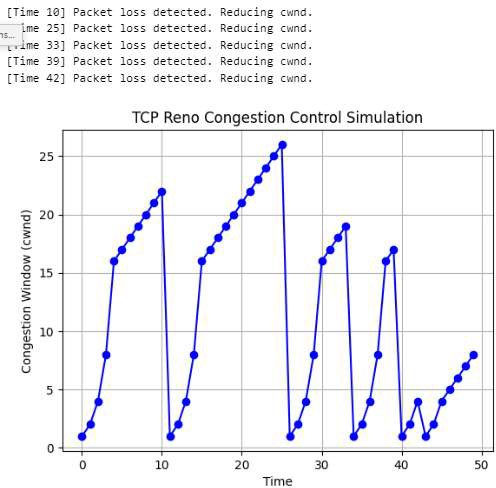 [Time 10] Packet loss detected. Reducing cwnd.
[Time 25] Packet loss detected. Reducing cwnd.
[Time 33] Packet loss detected. Reducing cwnd.
[Time 39] Packet loss detected. Reducing cwnd.
[Time 42] Packet loss detected. Reducing cwnd.
TCP Reno Congestion Control Simulation
Congestion Window (cwnd)
25
20
15
10
5
0
0 10 20 30 40 50
Time